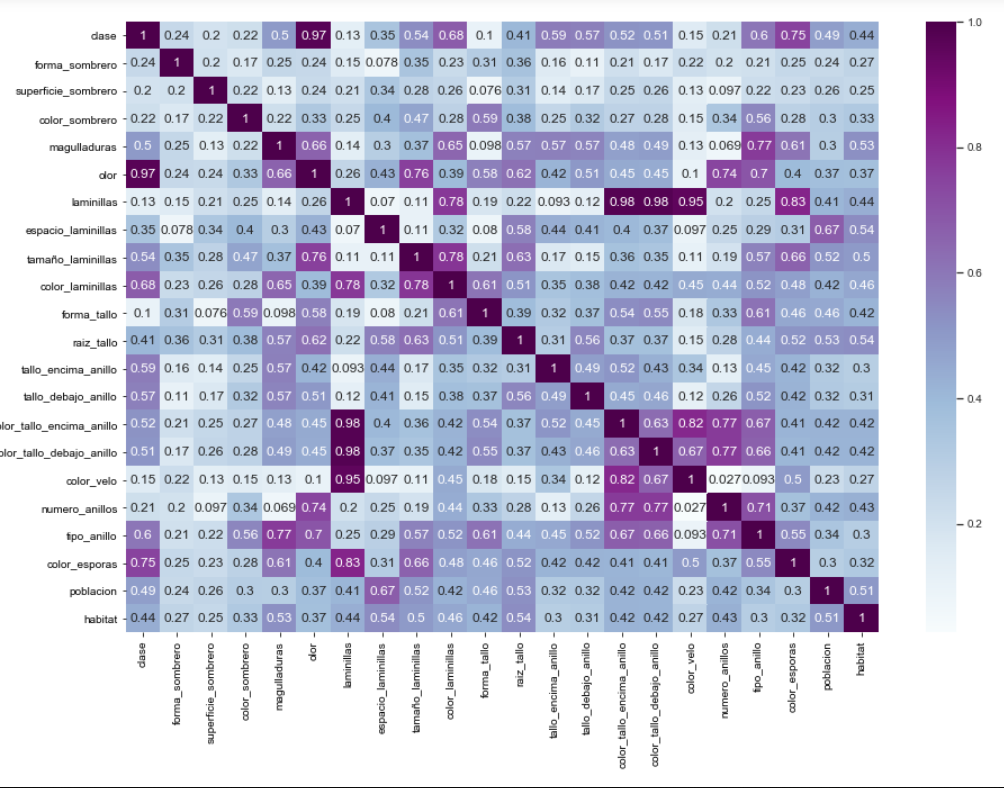 clase 1 0.24 0.2 0.22 0.5 0.97 0.13 0.35 0.54 0.68 0.1 0.41 0.59 0.57 0.52 0.51 0.15 0.21 0.6 0.75 0.49 0.44
forma_sombrero 0.24 1 0.2 0.17 0.25 0.24 0.15 0.078 0.35 0.23 0.31 0.36 0.16 0.11 0.21 0.17 0.22 0.2 0.21 0.25 0.24 0.27
superficie_sombrero 0.2 0.2 1 0.22 0.13 0.24 0.21 0.34 0.28 0.26 0.076 0.31 0.14 0.17 0.25 0.26 0.13 0.097 0.22 0.23 0.26 0.25
color_sombrero 0.22 0.17 0.22 1 0.22 0.33 0.25 0.4 0.47 0.28 0.59 0.38 0.25 0.32 0.27 0.28 0.15 0.34 0.56 0.28 0.3 0.33
magulladuras 0.5 0.25 0.13 0.22 1 0.66 0.14 0.3 0.37 0.65 0.098 0.57 0.57 0.57 0.48 0.49 0.13 0.069 0.77 0.61 0.3 0.53
olor 0.97 0.24 0.24 0.33 0.66 1 0.26 0.43 0.76 0.39 0.58 0.62 0.42 0.51 0.45 0.45 0.1 0.74 0.7 0.4 0.37 0.37
laminillas 0.13 0.15 0.21 0.25 0.14 0.26 1 0.07 0.11 0.78 0.19 0.22 0.093 0.12 0.98 0.98 0.95 0.2 0.25 0.83 0.41 0.44
espacio_laminillas 0.35 0.078 0.34 0.4 0.3 0.43 0.07 1 0.11 0.32 0.08 0.58 0.44 0.41 0.4 0.37 0.097 0.25 0.29 0.31 0.67 0.54
tamaño_laminillas 0.54 0.35 0.28 0.47 0.37 0.76 0.11 0.11 1 0.78 0.21 0.63 0.17 0.15 0.36 0.35 0.11 0.19 0.57 0.66 0.52 0.5
color_laminillas 0.68 0.23 0.26 0.28 0.65 0.39 0.78 0.32 0.78 1 0.61 0.51 0.35 0.38 0.42 0.42 0.45 0.44 0.52 0.48 0.42 0.46
forma_tallo 0.1 0.31 0.076 0.59 0.098 0.58 0.19 0.08 0.21 0.61 1 0.39 0.32 0.37 0.54 0.55 0.18 0.33 0.61 0.46 0.46 0.42
raiz_tallo 0.41 0.36 0.31 0.38 0.57 0.62 0.22 0.58 0.63 0.51 0.39 1 0.31 0.56 0.37 0.37 0.15 0.28 0.44 0.52 0.53 0.54
tallo_encima_anillo 0.59 0.16 0.14 0.25 0.57 0.42 0.093 0.44 0.17 0.35 0.32 0.31 1 0.49 0.52 0.43 0.34 0.13 0.45 0.42 0.32 0.3
tallo_debajo_anillo 0.57 0.11 0.17 0.32 0.57 0.51 0.12 0.41 0.15 0.38 0.37 0.56 0.49 1 0.45 0.46 0.12 0.26 0.52 0.42 0.32 0.31
olor_tallo_encima_anillo 0.52 0.21 0.25 0.27 0.48 0.45 0.98 0.4 0.36 0.42 0.54 0.37 0.52 0.45 1 0.63 0.82 0.77 0.67 0.41 0.42 0.42
olor_tallo_debajo_anillo 0.51 0.17 0.26 0.28 0.49 0.45 0.98 0.37 0.35 0.42 0.55 0.37 0.43 0.46 0.63 1 0.67 0.77 0.66 0.41 0.42 0.42
color_velo 0.15 0.22 0.13 0.15 0.13 0.1 0.95 0.097 0.11 0.45 0.18 0.15 0.34 0.12 0.82 0.67 1 0.027 0.093 0.5 0.23 0.27
numero_anillos 0.21 0.2 0.097 0.34 0.069 0.74 0.2 0.25 0.19 0.44 0.33 0.28 0.13 0.26 0.77 0.77 0.027 1 0.71 0.37 0.42 0.43
tipo_anillo 0.6 0.21 0.22 0.56 0.77 0.7 0.25 0.29 0.57 0.52 0.61 0.44 0.45 0.52 0.67 0.66 0.093 0.71 1 0.55 0.34 0.3
color_esporas 0.75 0.25 0.23 0.28 0.61 0.4 0.83 0.31 0.66 0.48 0.46 0.52 0.42 0.42 0.41 0.41 0.5 0.37 0.55 1 0.3 0.32
poblacion 0.49 0.24 0.26 0.3 0.3 0.37 0.41 0.67 0.52 0.42 0.46 0.53 0.32 0.32 0.42 0.42 0.23 0.42 0.34 0.3 1 0.51
habitat 0.44 0.27 0.25 0.33 0.53 0.37 0.44 0.54 0.5 0.46 0.42 0.54 0.3 0.31 0.42 0.42 0.27 0.43 0.3 0.32 0.51 1
clase
forma_sombrero
superficie_sombrero
color_sombrero
magulladuras
olor
laminillas
espacio_laminillas
tamaño_laminillas
color_laminillas
forma_tallo
raiz_tallo
tallo_encima_anillo
tallo_debajo_anillo
color_tallo_encima_anillo
color_tallo_debajo_anillo
color_velo
numero_anillos
tipo_anillo
color_esporas
poblacion
habitat
1.0
0.8
0.6
0.4
0.2